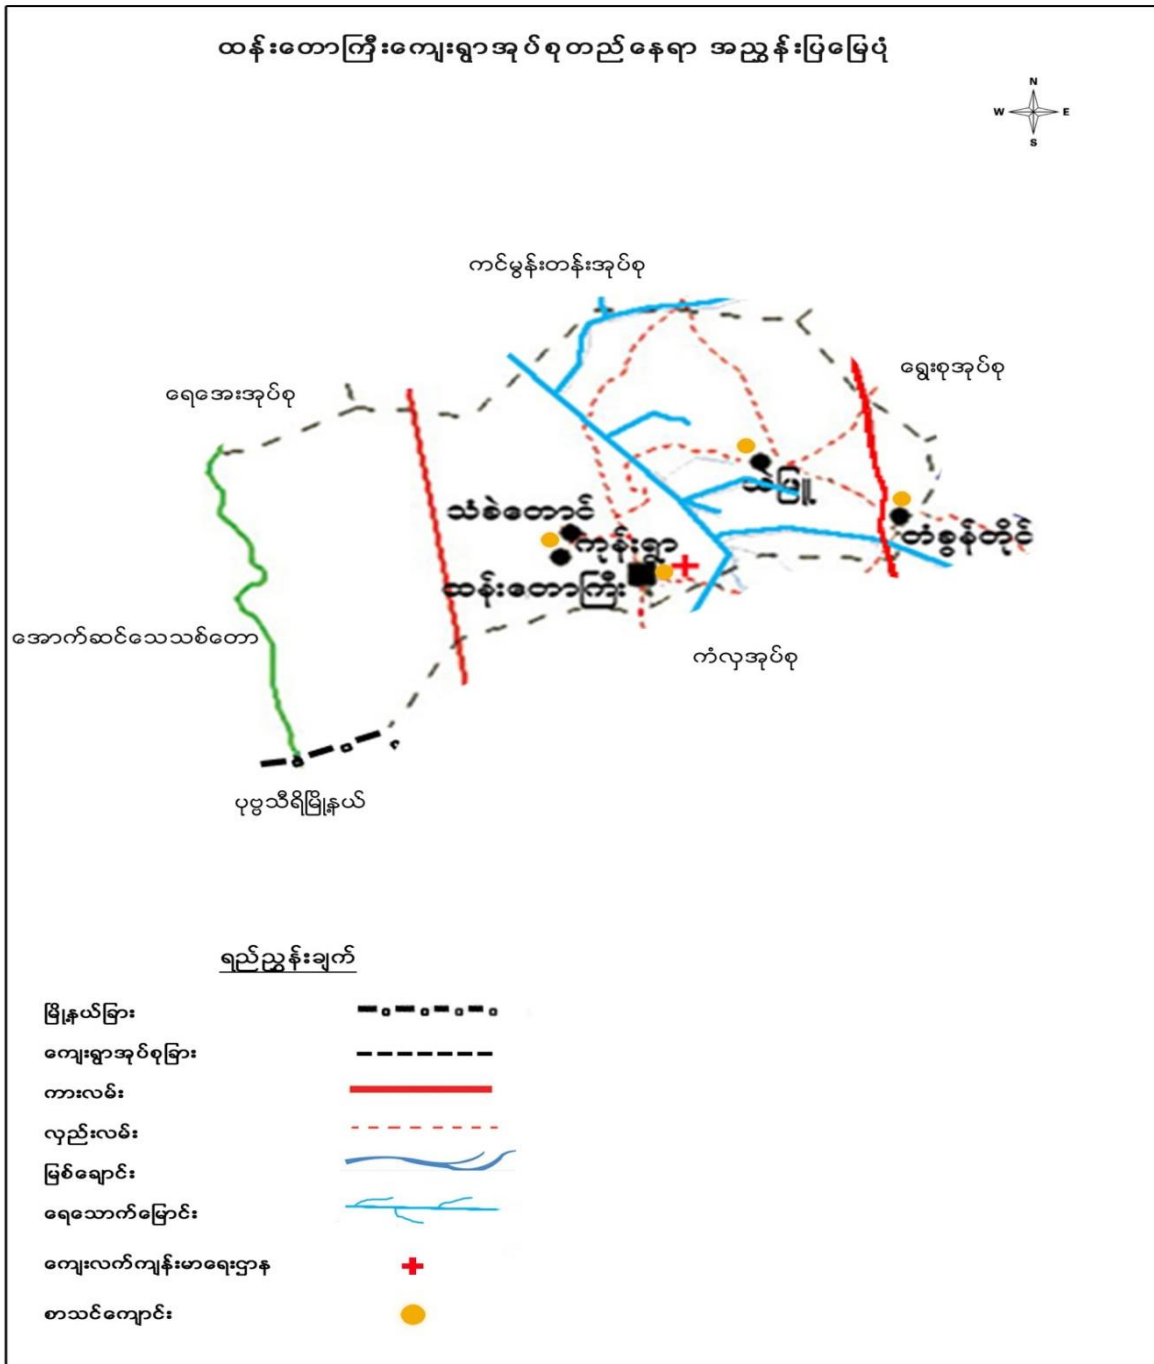 ထန်းတောကြီးကျေးရွာအုပ်စုတည်နေရာ အညွှန်းပြမြေပုံ
N
W E
S
ကင်မွန်းတန်းအုပ်စု
ရွှေးစုအုပ်စု
ရေအေးအုပ်စု
သဲဖြူ
သံခဲတောင်
တံစွန်တိုင်
ကုန်းရွာ
ထန်းတောကြီး
အောက်ဆင်သေသစ်တော
ကံလှအုပ်စု
ပုဗ္ဗသီရိမြို့နယ်
ရည်ညွှန်းချက်
မြို့နယ်ခြား
ကျေးရွာအုပ်စုခြား
ကားလမ်း
လှည်းလမ်း
မြစ်ချောင်း
ရေသောက်မြောင်း
ကျေးလက်ကျန်းမာရေးဌာန
စာသင်ကျောင်း